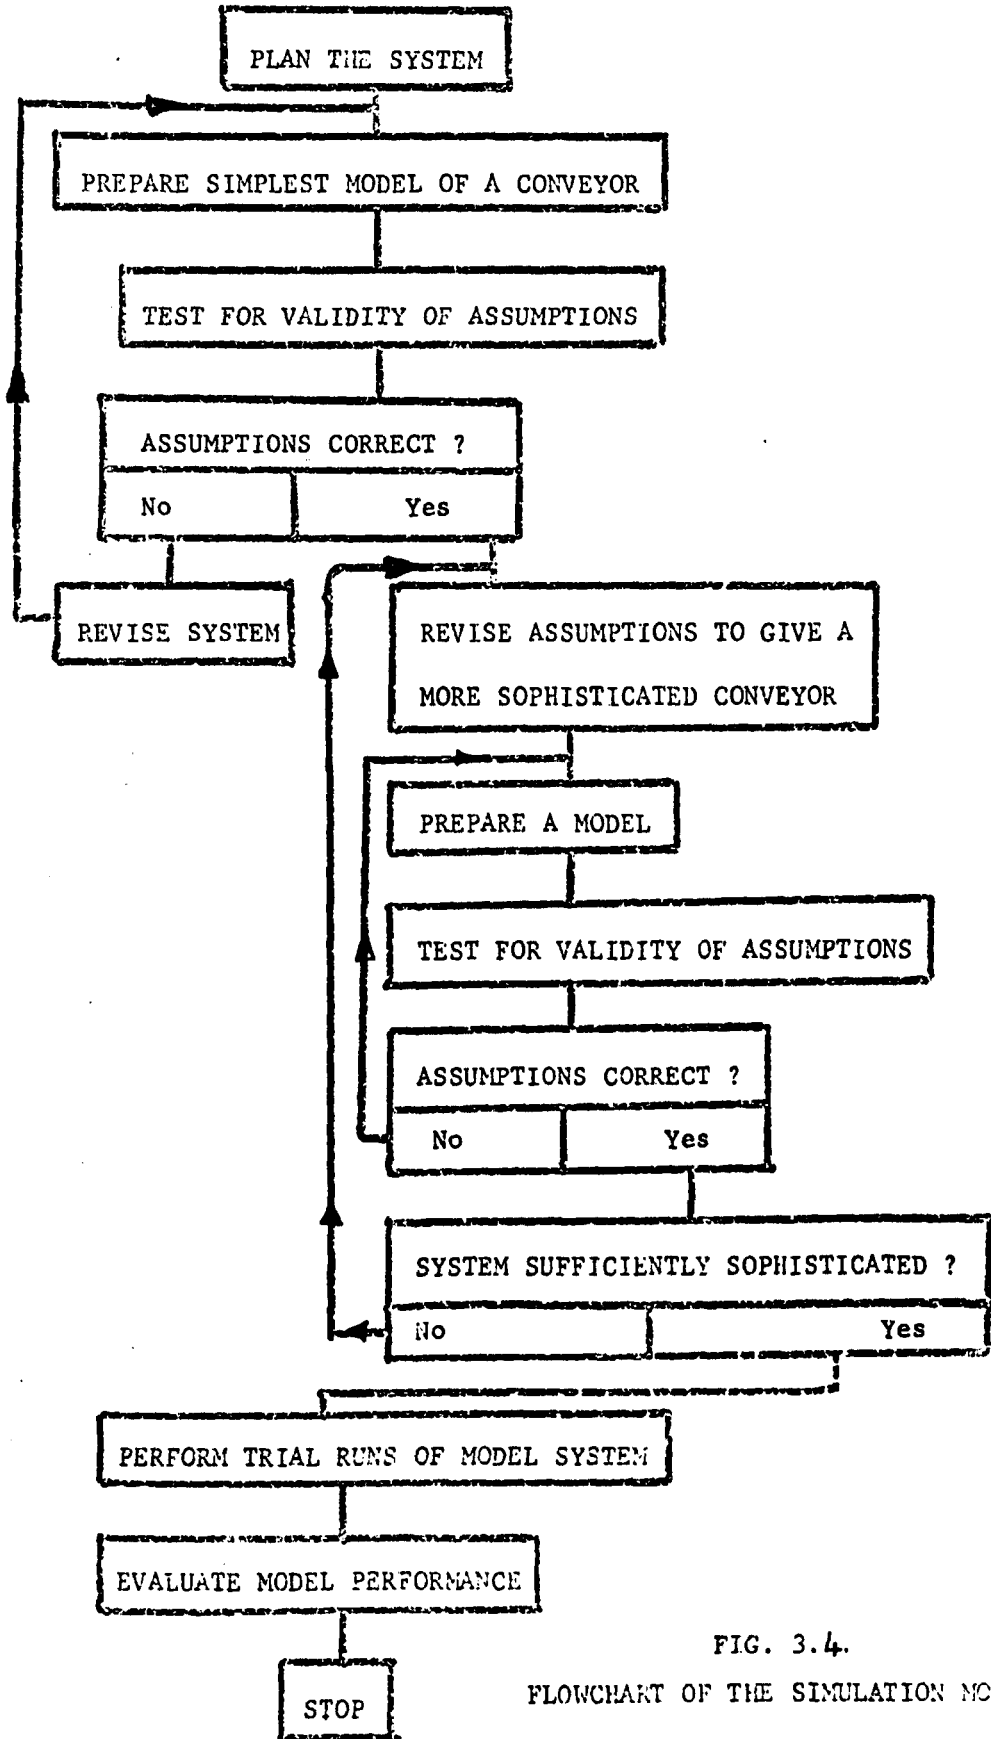 PLAN THE SYSTEM
PREPARE SIMPLEST MODEL OF A CONVEYOR
TEST FOR VALIDITY OF ASSUMPTIONS
ASSUMPTIONS CORRECT ?
No Yes
REVISE SYSTEM
REVISE ASSUMPTIONS TO GIVE A
MORE SOPHISTICATED CONVEYOR
PREPARE A MODEL
TEST FOR VALIDITY OF ASSUMPTIONS
ASSUMPTIONS CORRECT ?
No Yes
SYSTEM SUFFICIENTLY SOPHISTICATED ?
No Yes
PERFORM TRIAL RUNS OF MODEL SYSTEM
EVALUATE MODEL PERFORMANCE
STOP
FIG. 3.4.
FLOWCHART OF THE SIMULATION